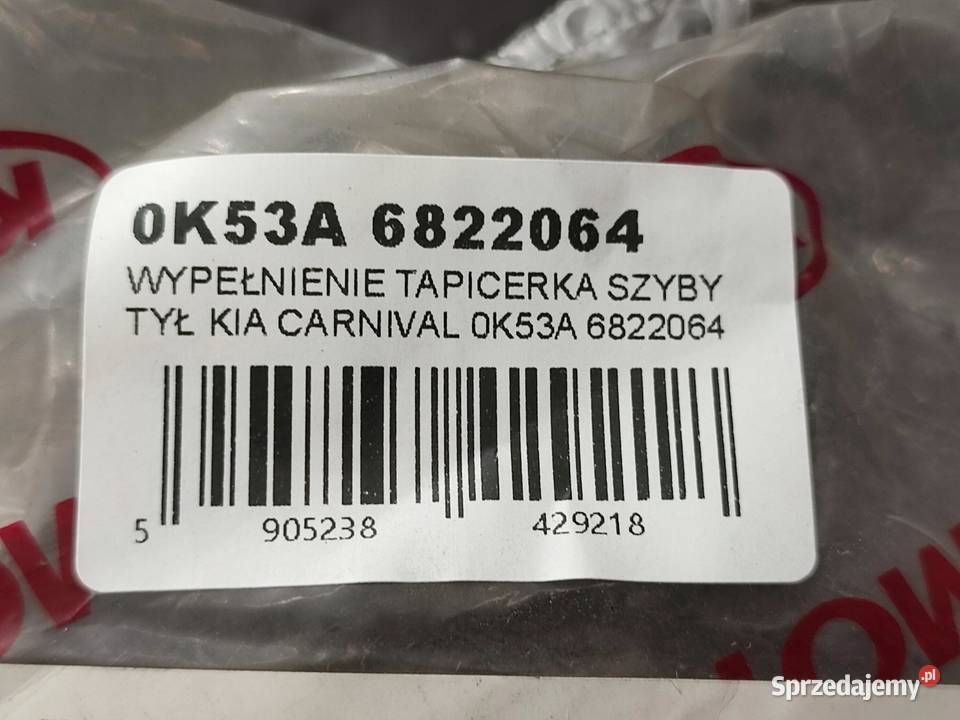 0K53A 6822064
WYPEŁNIENIE TAPICERKA SZYBY
TYŁ KIA CARNIVAL 0K53A 6822064
5 905238 429218
Sprzedajemy.pl